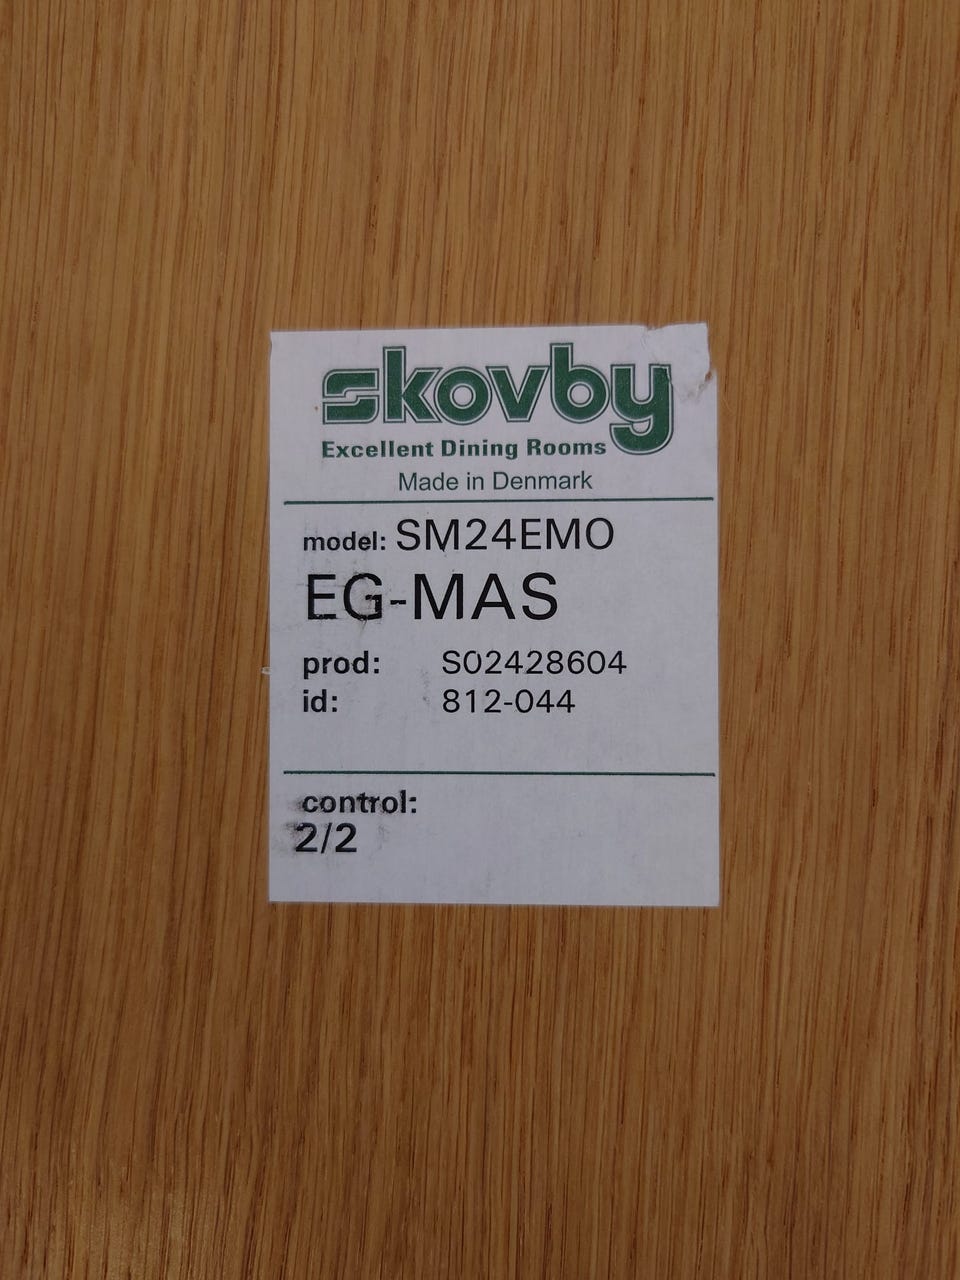 skovby
Excellent Dining Rooms
Made in Denmark
model: SM24EMO
EG-MAS
prod: S02428604
id: 812-044
control:
2/2